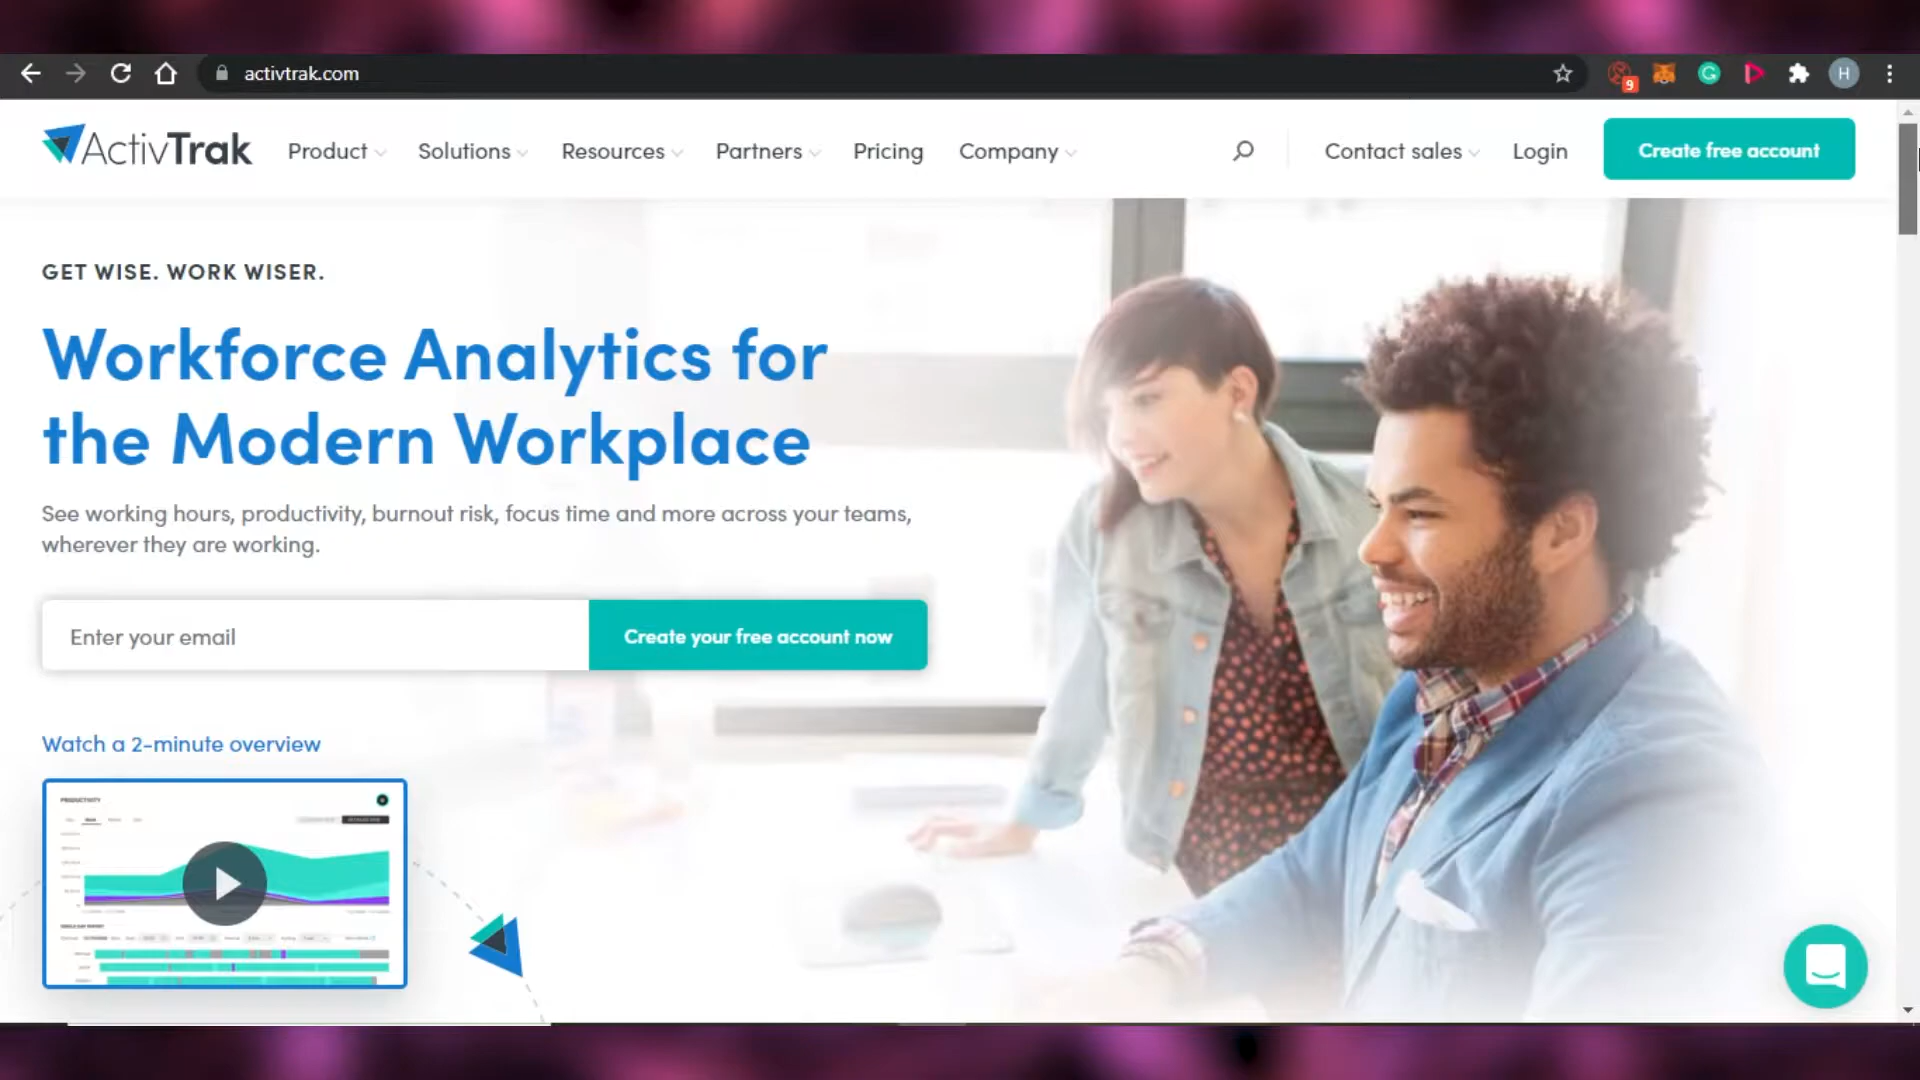 activtrak.com
9
H
ActivTrak
Product
Solutions
Resources
Partners
Pricing
Company
Contact sales
Login
Create free account
GET WISE. WORK WISER.
Workforce Analytics for
the Modern Workplace
See working hours, productivity, burnout risk, focus time and more across your teams,
wherever they are working.
Enter your email
Create your free account now
Watch a 2-minute overview
PRODUCTIVITY